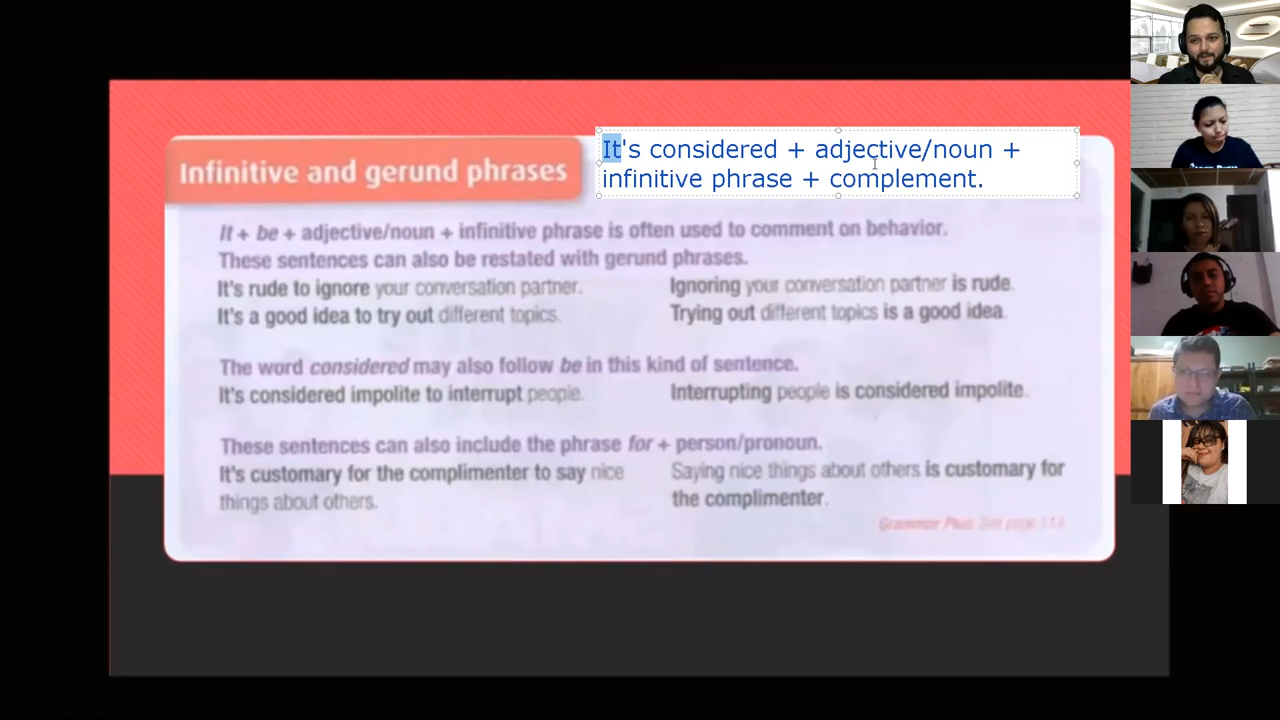 Infinitive and gerund phrases
It's considered + adjective/noun +
infinitive phrase + complement.
It + be + adjective/noun + infinitive phrase is often used to comment on behavior.
These sentences can also be restated with gerund phrases.
It's rude to ignore your conversation partner.
Ignoring your conversation partner is rude.
It's a good idea to try out different topics.
Trying out different topics is a good idea.
The word considered may also follow be in this kind of sentence.
It's considered impolite to interrupt people.
Interrupting people is considered impolite.
These sentences can also include the phrase for + person/pronoun.
It's customary for the complimenter to say nice
things about others.
Saying nice things about others is customary for
the complimenter.
Grammar Plus: See page